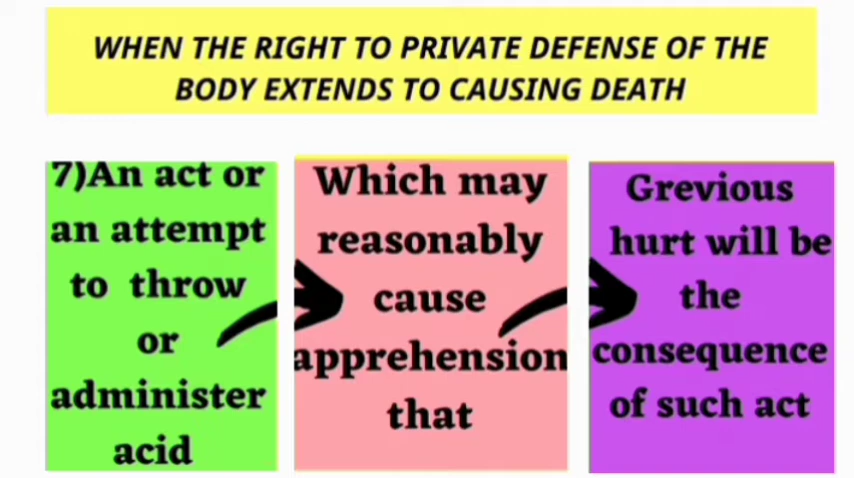 WHEN THE RIGHT TO PRIVATE DEFENSE OF THE
BODY EXTENDS TO CAUSING DEATH
7)An act or
an attempt
to throw
or
administer
acid
Which may
reasonably
cause
apprehension
that
Grevious
hurt will be
the
consequence
of such act